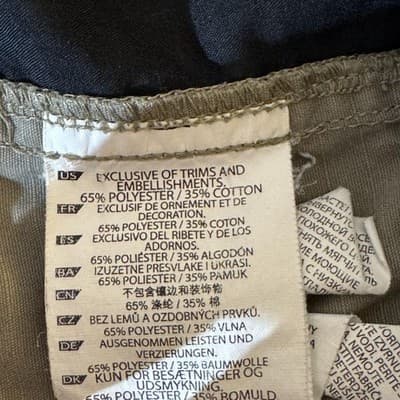 US EXCLUSIVE OF TRIMS AND
EMBELLISHMENTS.
65% POLYESTER / 35% COTTON
FR EXCLUSIF DE ORNEMENT ET DE
DECORATION.
65% POLYESTER / 35% COTON
ES EXCLUSIVO DEL RIBETE Y DE LOS
ADORNOS.
65% POLIÉSTER / 35% ALGODÓN
BA IZUZETNE PRESVLAKE I UKRASI.
65% POLIESTER / 35% PAMUK
CN 不包含镶边和装饰物
65% 涤纶 / 35% 棉
CZ BEZ LEMŮ A OZDOBNÝCH PRVKŮ.
65% POLYESTER / 35% VLNA
DE AUSGENOMMEN LEISTEN UND
VERZIERUNGEN.
65% POLYESTER / 35% BAUMWOLLE
DK KUN FOR BESÆTNINGER OG
UDSMYKNING.
65% POLYESTER / 35% BOMULD